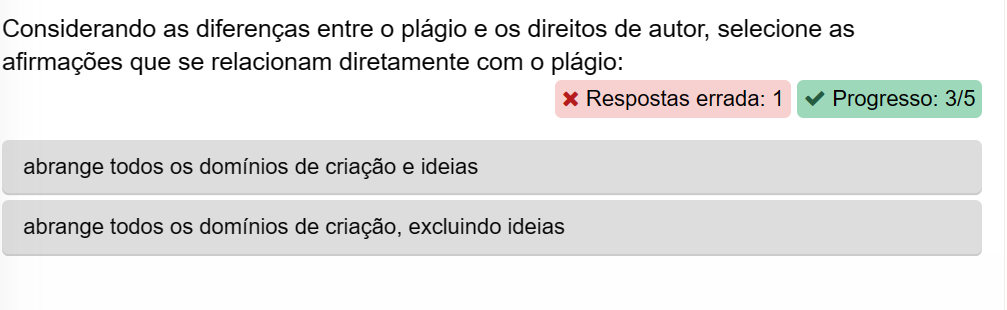 Considerando as diferenças entre o plágio e os direitos de autor, selecione as
afirmações que se relacionam diretamente com o plágio:
Respostas errada: 1 Progresso: 3/5
abrange todos os domínios de criação e ideias
abrange todos os domínios de criação, excluindo ideias